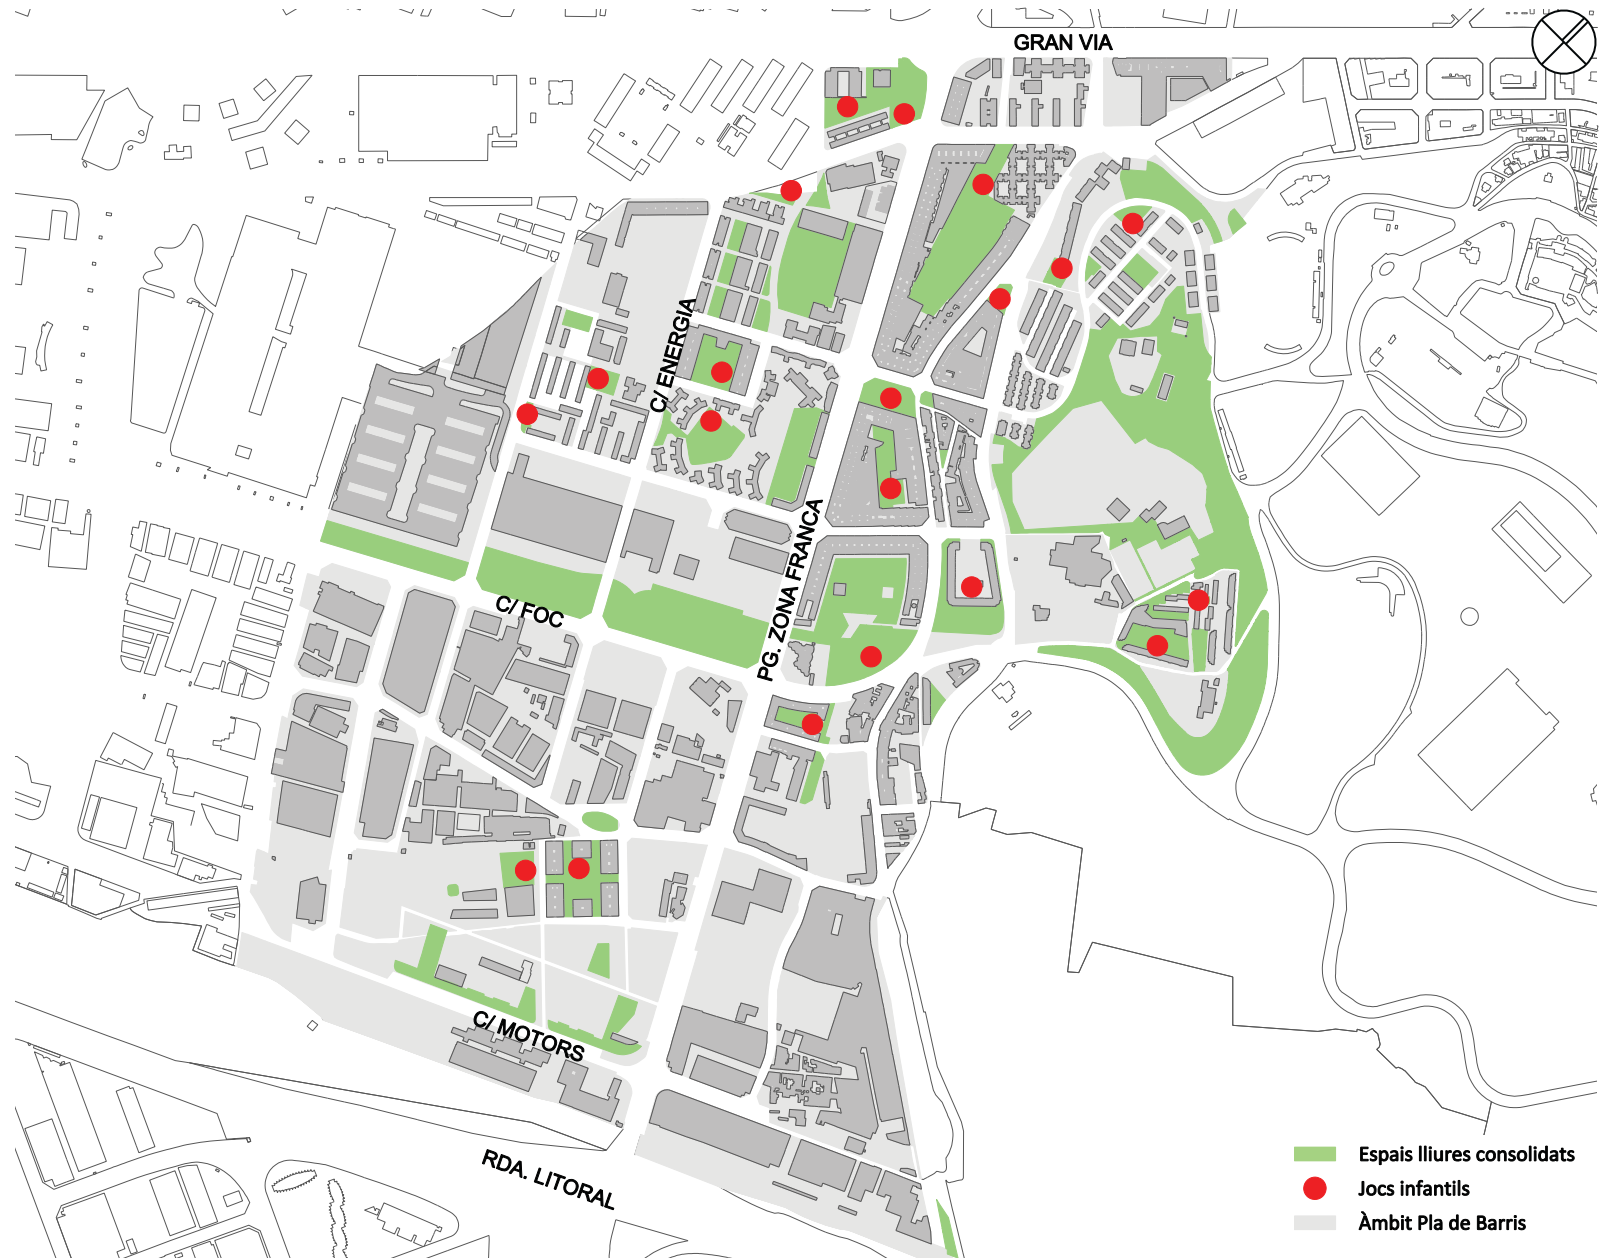 GRAN VIA
C/ ENERGIA
PG. ZONA FRANCA
C/ FOC
C/ MOTORS
RDA. LITORAL
Espais lliures consolidats
Jocs infantils
Àmbit Pla de Barris